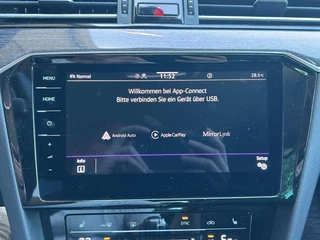 MENU
HOME
Normal 11:52 28.5°C
Willkommen bei App-Connect
Bitte verbinden Sie ein Gerät über USB.
Android Auto Apple CarPlay MirrorLink
Info Setup
SYNC